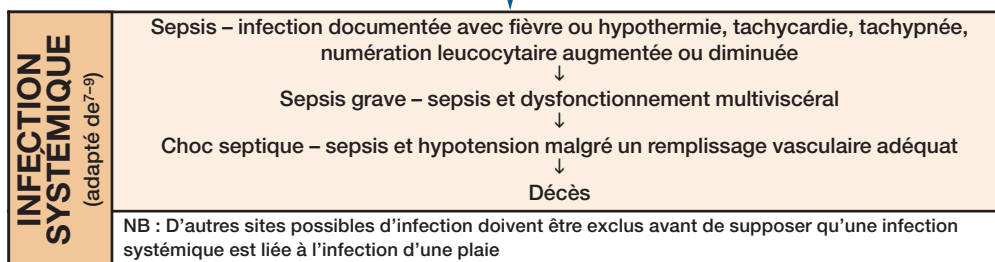 INFECTION
SYSTÉMIQUE
(adapté de7–9)
Sepsis – infection documentée avec fièvre ou hypothermie, tachycardie, tachypnée,
numération leucocytaire augmentée ou diminuée
↓
Sepsis grave – sepsis et dysfonctionnement multiviscéral
↓
Choc septique – sepsis et hypotension malgré un remplissage vasculaire adéquat
↓
Décès
NB : D’autres sites possibles d’infection doivent être exclus avant de supposer qu’une infection
systémique est liée à l’infection d’une plaie